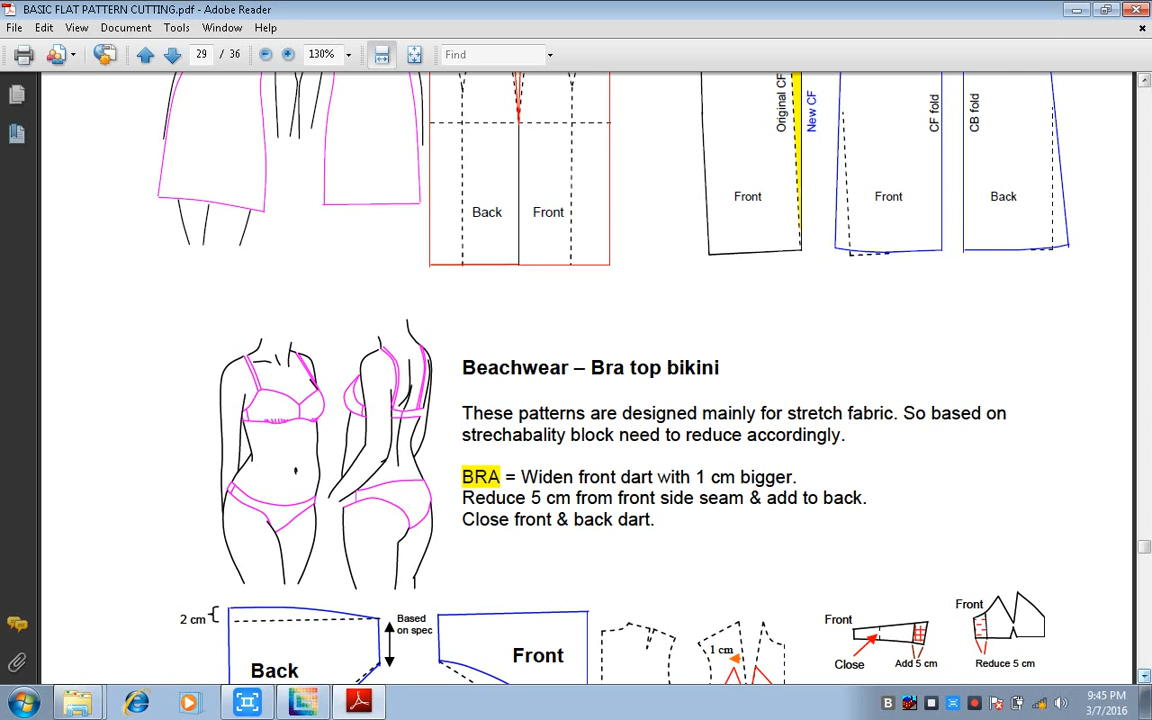 BASIC FLAT PATTERN CUTTING.pdf - Adobe Reader
File Edit View Document Tools Window Help
29 / 36 130% Find
Original CF
New CF
CF fold
CB fold
Back Front Front Front Back
Beachwear – Bra top bikini
These patterns are designed mainly for stretch fabric. So based on
strechabality block need to reduce accordingly.
BRA = Widen front dart with 1 cm bigger.
Reduce 5 cm from front side seam & add to back.
Close front & back dart.
2 cm
Based
on spec
Back
Front
1 cm
Front
Close
Add 5 cm
Front
Reduce 5 cm
9:45 PM
3/7/2016